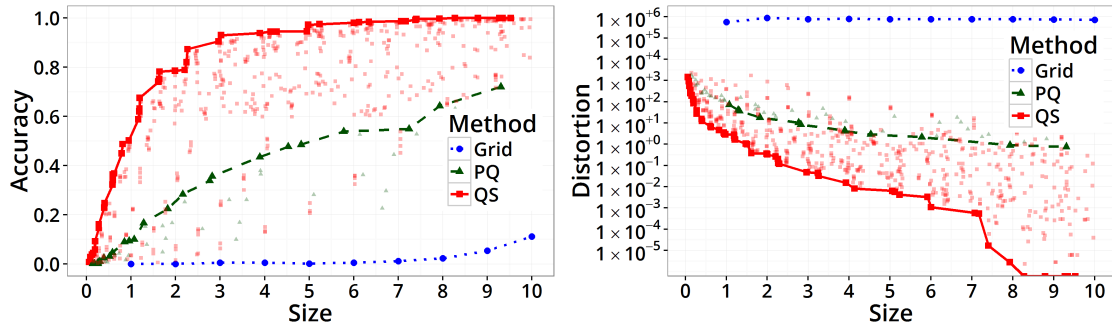 1.0
0.8
0.6
0.4
0.2
0.0
Accuracy
0 1 2 3 4 5 6 7 8 9 10
Size
Method
Grid
PQ
QS
1 × 10⁺⁶
1 × 10⁺⁵
1 × 10⁺⁴
1 × 10⁺³
1 × 10⁺²
1 × 10⁺¹
1 × 10⁺⁰
1 × 10⁻¹
1 × 10⁻²
1 × 10⁻³
1 × 10⁻⁴
1 × 10⁻⁵
Distortion
0 1 2 3 4 5 6 7 8 9 10
Size
Method
Grid
PQ
QS